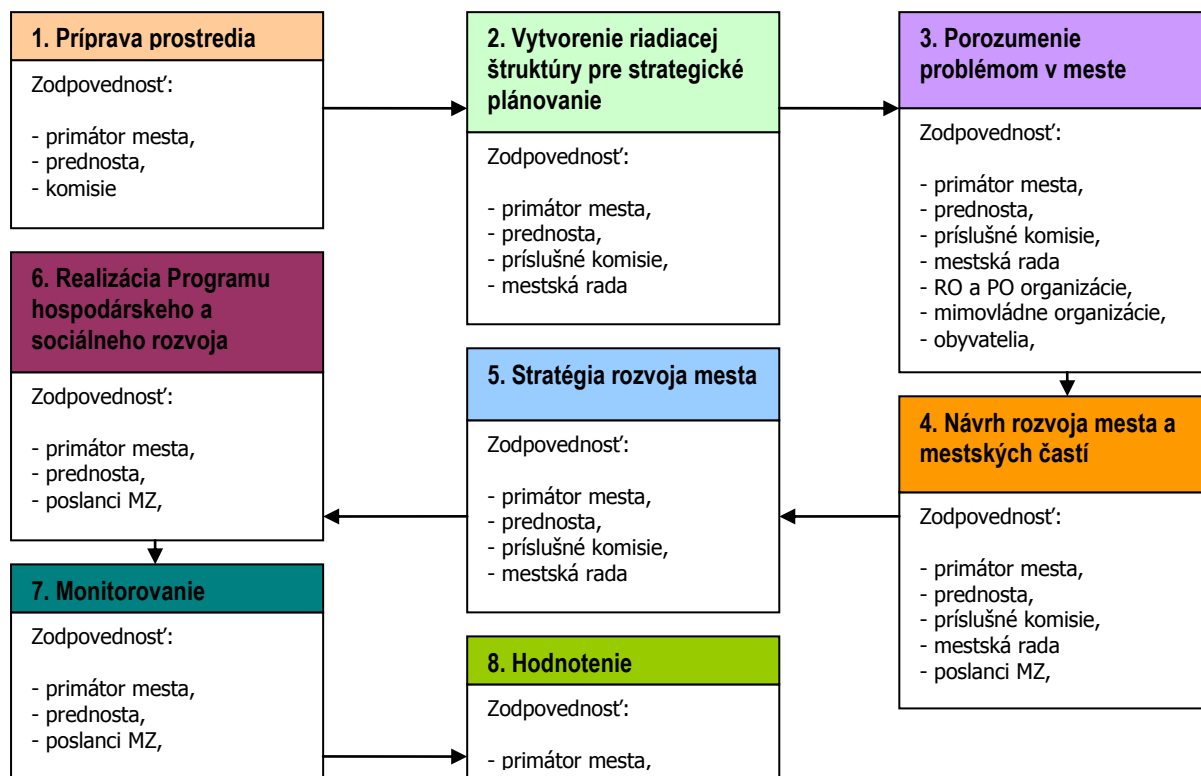 1. Príprava prostredia
Zodpovednosť:
- primátor mesta,
- prednosta,
- komisie
2. Vytvorenie riadiacej
štruktúry pre strategické
plánovanie
Zodpovednosť:
- primátor mesta,
- prednosta,
- príslušné komisie,
- mestská rada
3. Porozumenie
problémom v meste
Zodpovednosť:
- primátor mesta,
- prednosta,
- príslušné komisie,
- mestská rada
- RO a PO organizácie,
- mimovládne organizácie,
- obyvatelia,
4. Návrh rozvoja mesta a
mestských častí
Zodpovednosť:
- primátor mesta,
- prednosta,
- príslušné komisie,
- mestská rada
- poslanci MZ,
5. Stratégia rozvoja mesta
Zodpovednosť:
- primátor mesta,
- prednosta,
- príslušné komisie,
- mestská rada
6. Realizácia Programu
hospodárskeho a
sociálneho rozvoja
Zodpovednosť:
- primátor mesta,
- prednosta,
- poslanci MZ,
7. Monitorovanie
Zodpovednosť:
- primátor mesta,
- prednosta,
- poslanci MZ,
8. Hodnotenie
Zodpovednosť:
- primátor mesta,